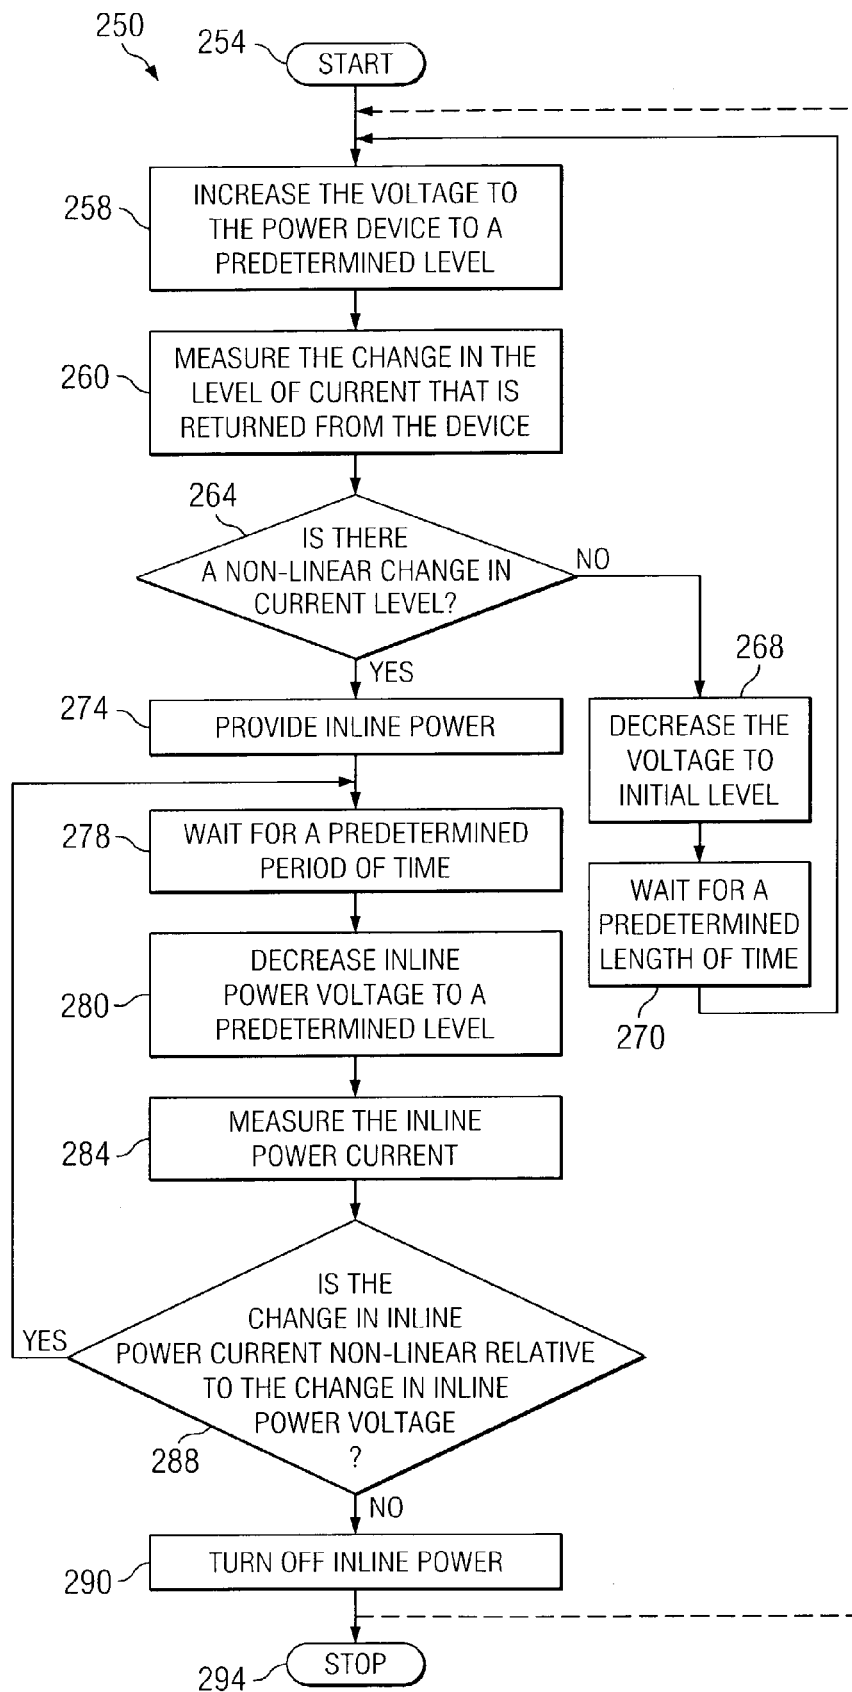 250
254
START
258
INCREASE THE VOLTAGE TO
THE POWER DEVICE TO A
PREDETERMINED LEVEL
260
MEASURE THE CHANGE IN THE
LEVEL OF CURRENT THAT IS
RETURNED FROM THE DEVICE
264
IS THERE
A NON-LINEAR CHANGE IN
CURRENT LEVEL?
NO
YES
268
DECREASE THE
VOLTAGE TO
INITIAL LEVEL
WAIT FOR A
PREDETERMINED
LENGTH OF TIME
270
274
PROVIDE INLINE POWER
278
WAIT FOR A PREDETERMINED
PERIOD OF TIME
280
DECREASE INLINE
POWER VOLTAGE TO A
PREDETERMINED LEVEL
284
MEASURE THE INLINE
POWER CURRENT
IS THE
CHANGE IN INLINE
POWER CURRENT NON-LINEAR RELATIVE
TO THE CHANGE IN INLINE
POWER VOLTAGE
?
YES
288
NO
290
TURN OFF INLINE POWER
294
STOP